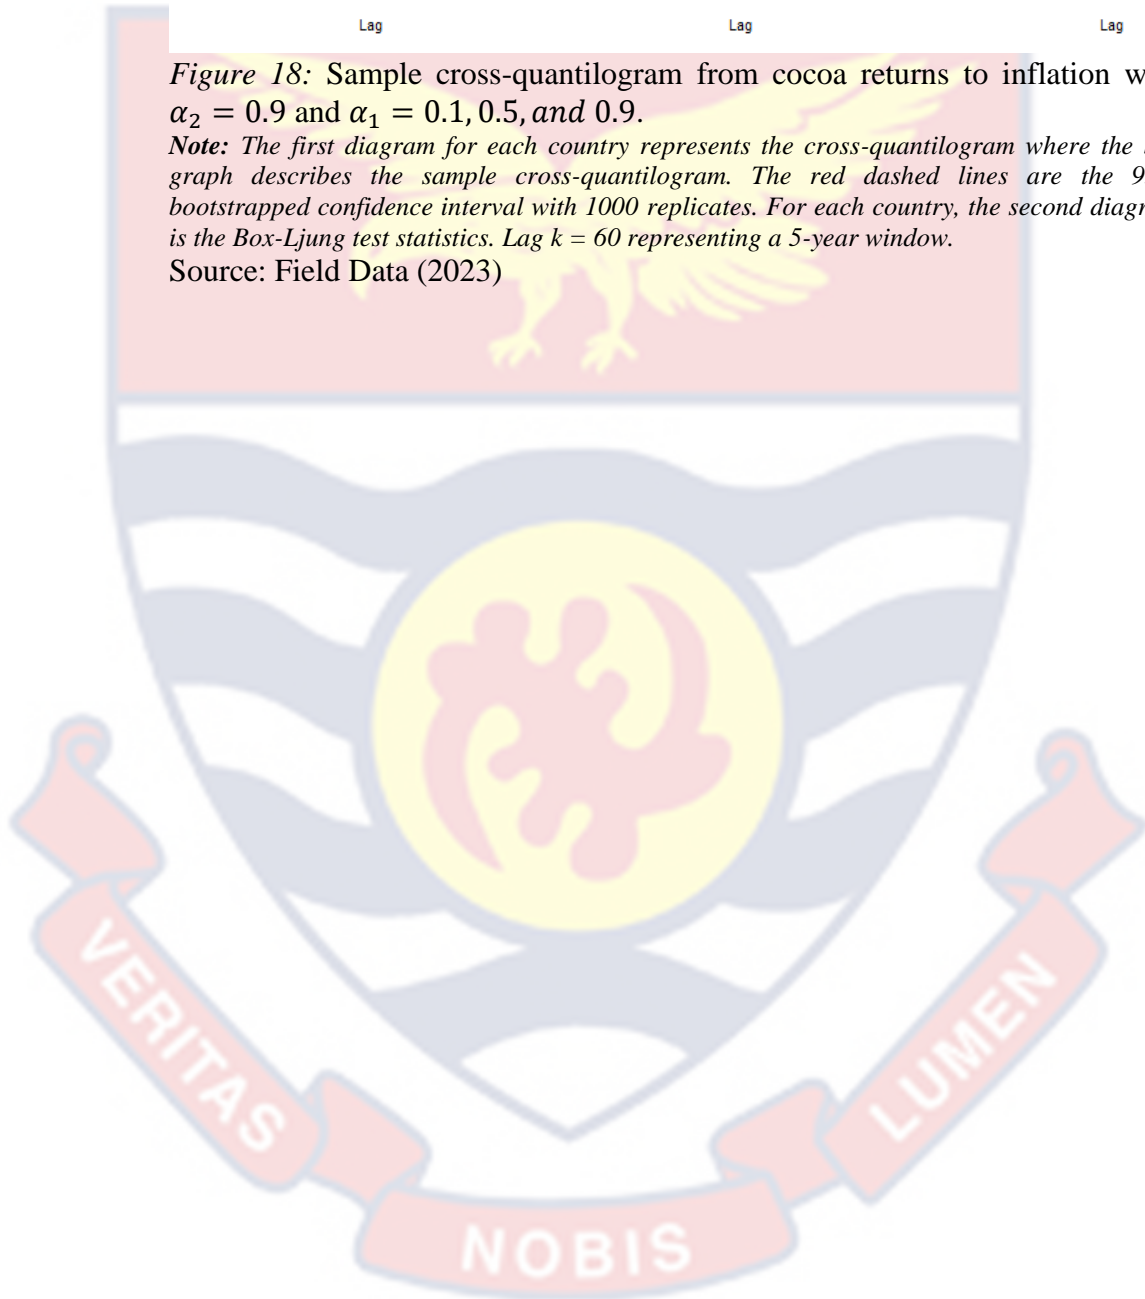 Lag Lag Lag
Figure 18: Sample cross-quantilogram from cocoa returns to inflation
α₂ = 0.9 and α₁ = 0.1, 0.5, and 0.9.
Note: The first diagram for each country represents the cross-quantilogram where the
graph describes the sample cross-quantilogram. The red dashed lines are the
bootstrapped confidence interval with 1000 replicates. For each country, the second
is the Box-Ljung test statistics. Lag k = 60 representing a 5-year window.
Source: Field Data (2023)
VERITAS
NOBIS
LUMEN